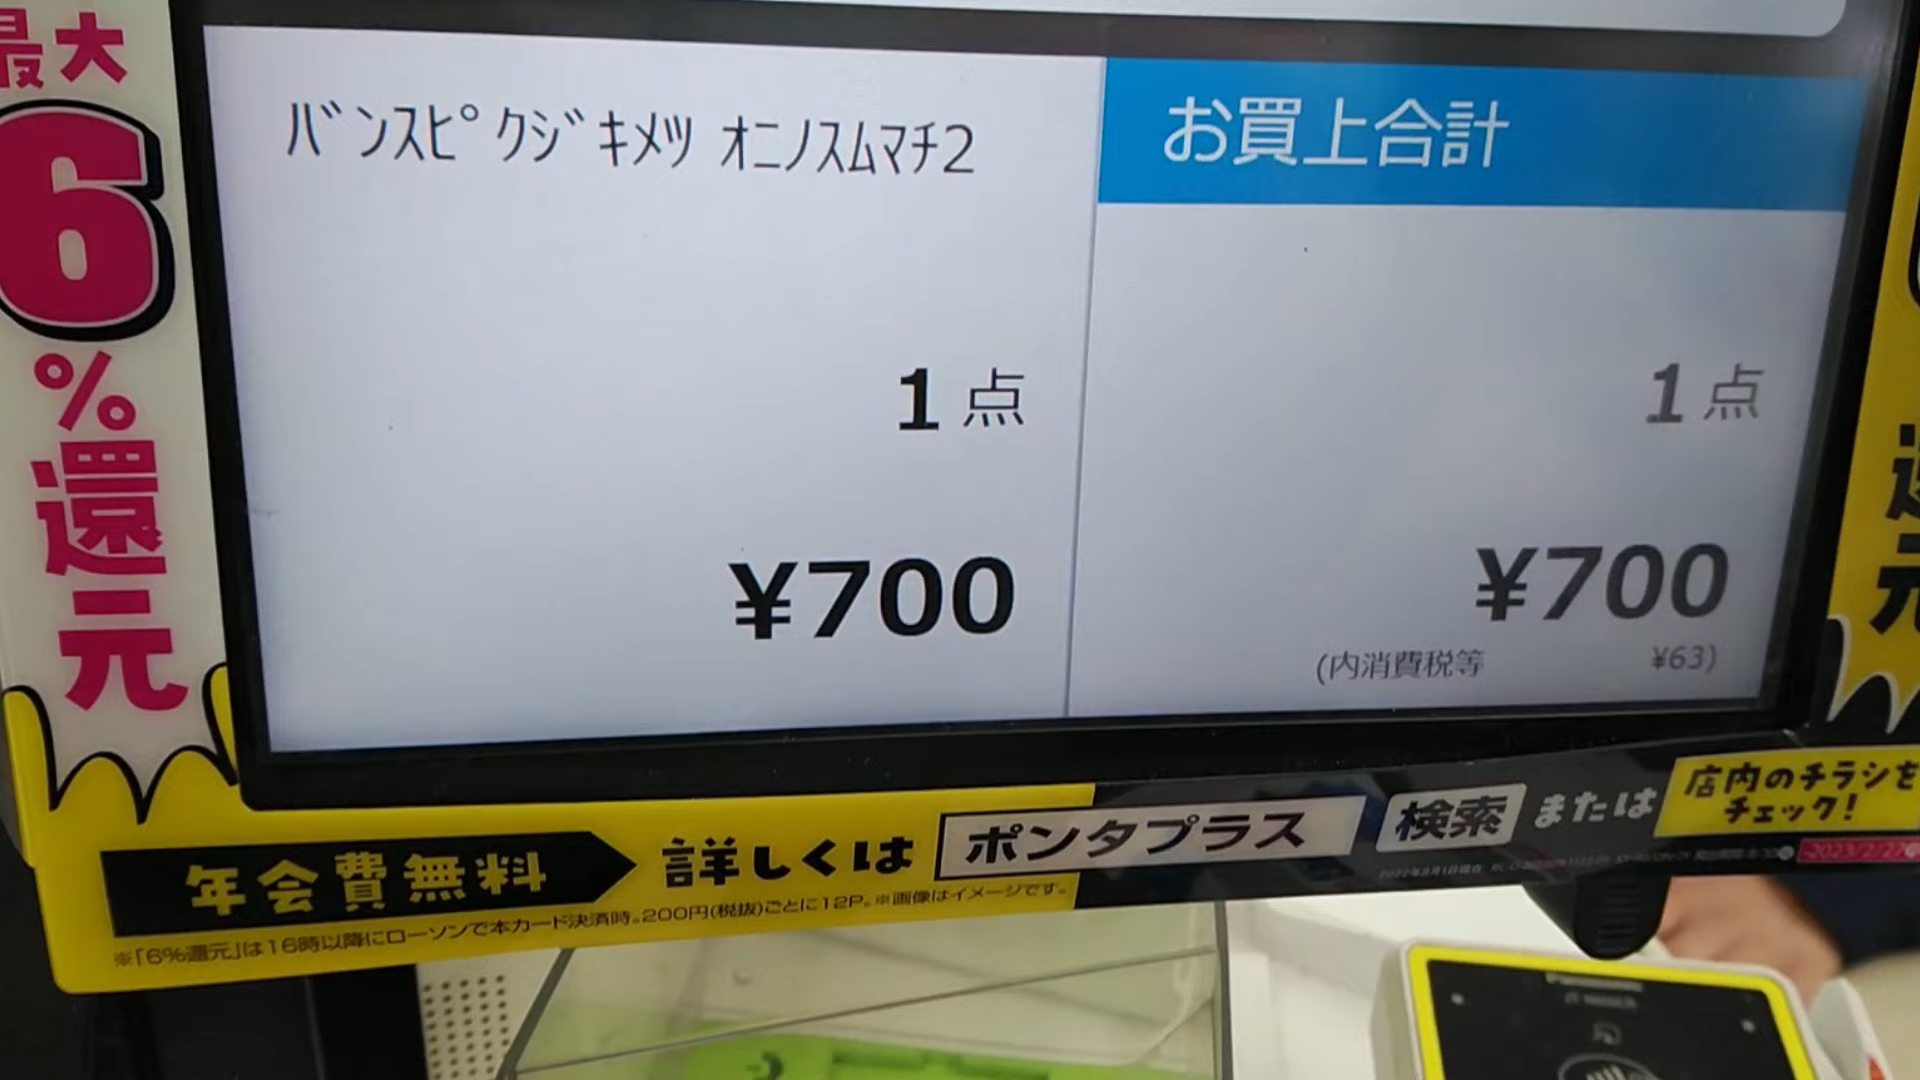 最大
6
%
還
元
ﾊﾞﾝｽﾋﾟｸｼﾞｷﾒﾂ ｵﾆﾉｽﾑﾏﾁ2
1点
¥700
お買上合計
1点
¥700
(内消費税等 ¥63)
元
年会費無料
詳しくは
ポンタプラス
検索
または
店内のチラシを
チェック!
※「6%還元」は16時以降にローソンで本カード決済時。200円(税抜)ごとに12P。※画像はイメージです。
2023/2/27